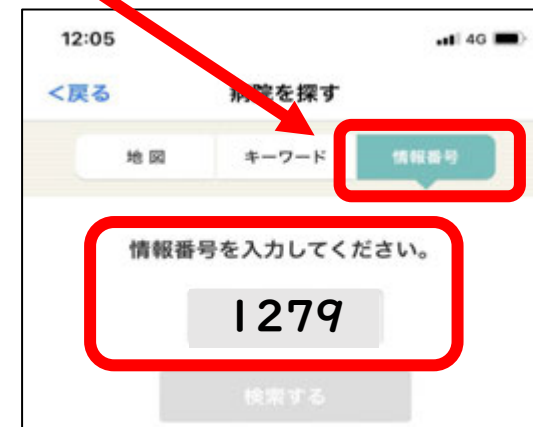 12:05 4G
<戻る 病院を探す
地図 キーワード 情報番号
情報番号を入力してください。
1279
検索する